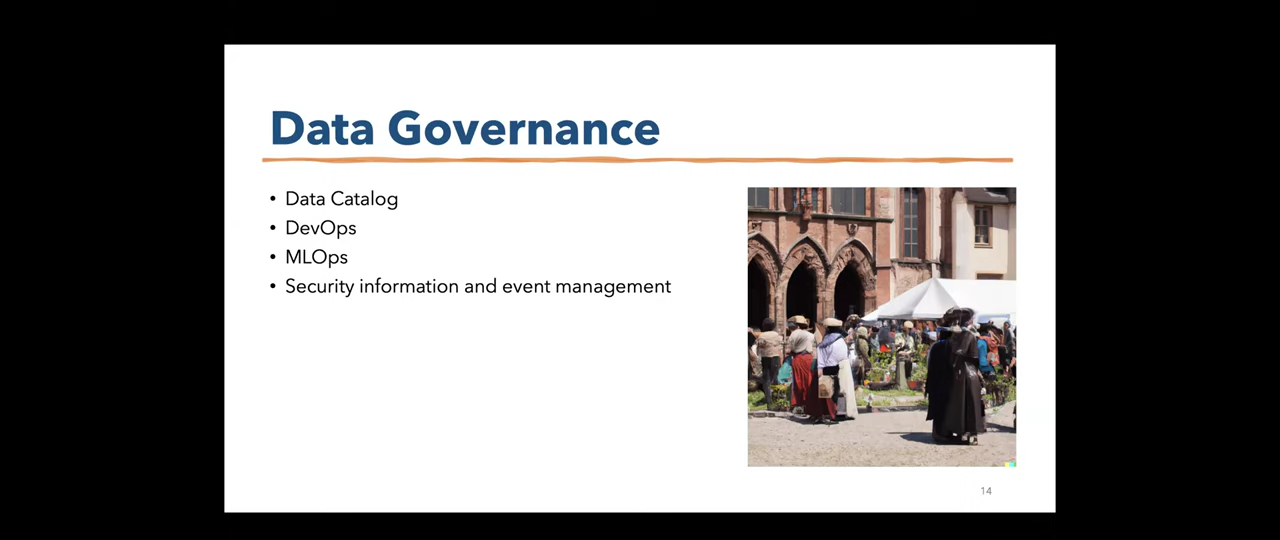 Data Governance
• Data Catalog
• DevOps
• MLOps
• Security information and event management
14